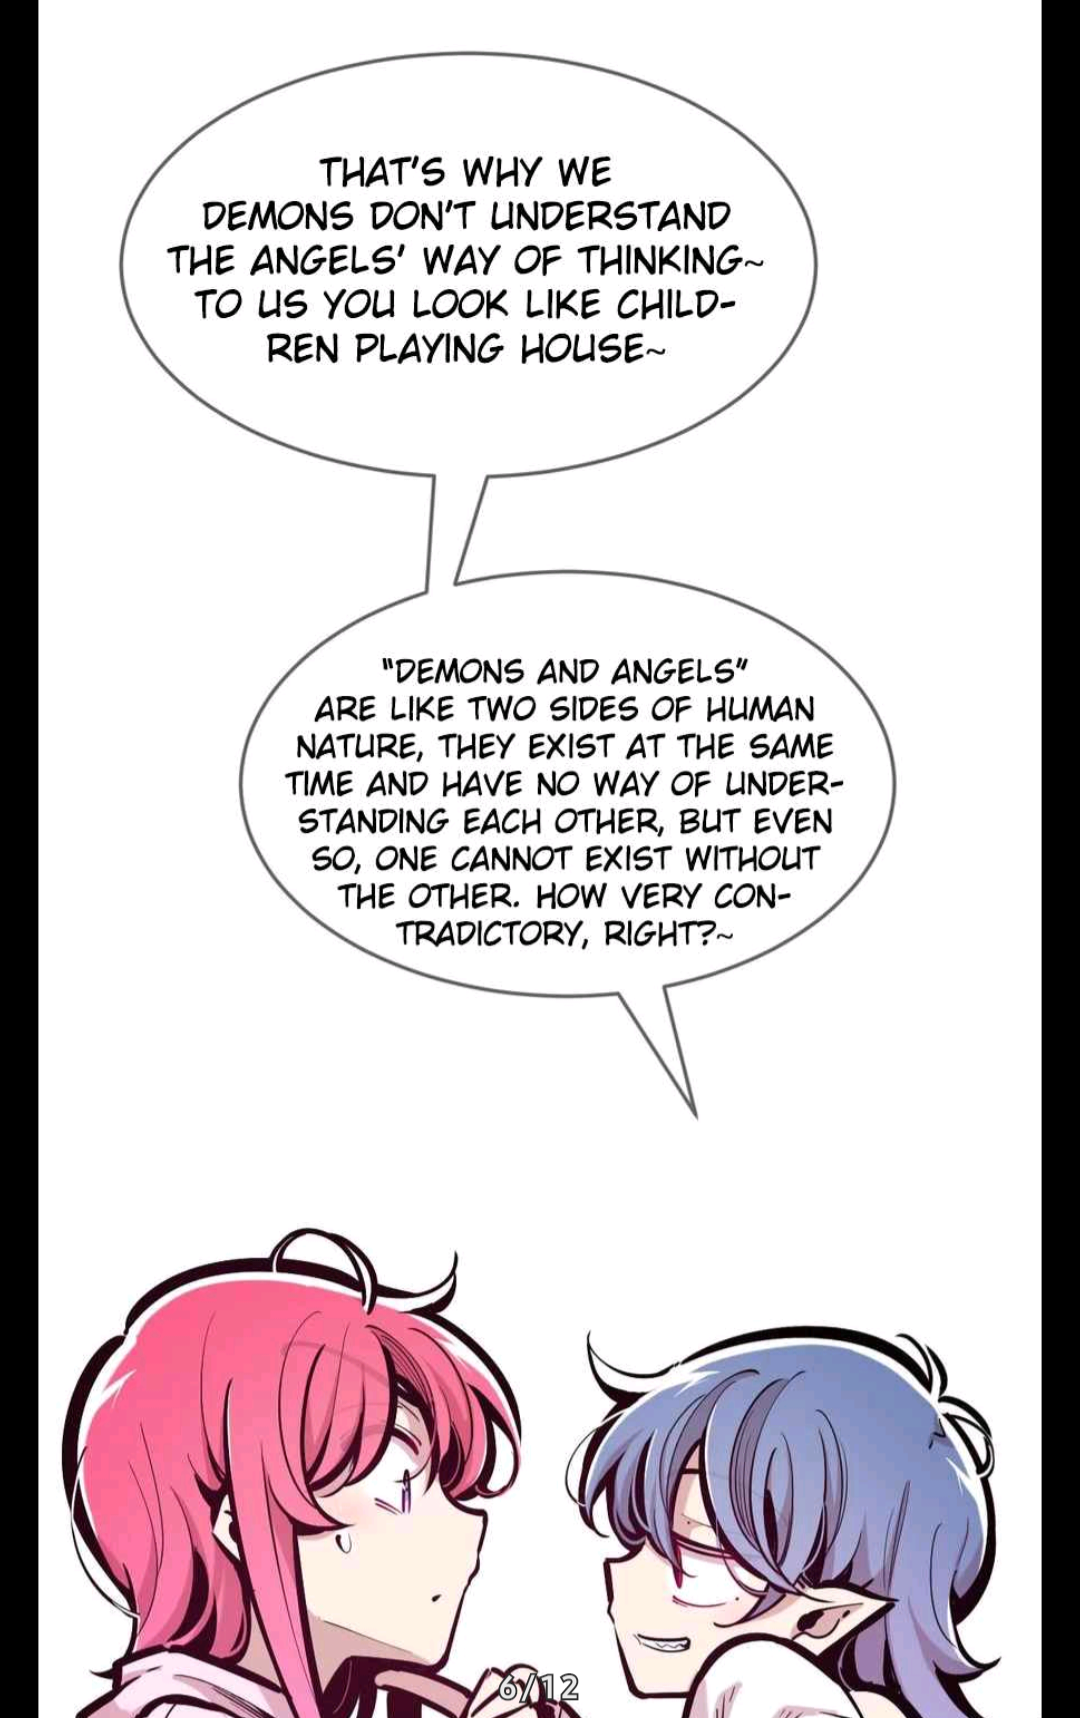 THAT'S WHY WE
DEMONS DON'T UNDERSTAND
THE ANGELS' WAY OF THINKING~
TO US YOU LOOK LIKE CHILD-
REN PLAYING HOUSE~
"DEMONS AND ANGELS"
ARE LIKE TWO SIDES OF HUMAN
NATURE, THEY EXIST AT THE SAME
TIME AND HAVE NO WAY OF UNDER-
STANDING EACH OTHER, BUT EVEN
SO, ONE CANNOT EXIST WITHOUT
THE OTHER. HOW VERY CON-
TRADICTORY, RIGHT?~
6/12